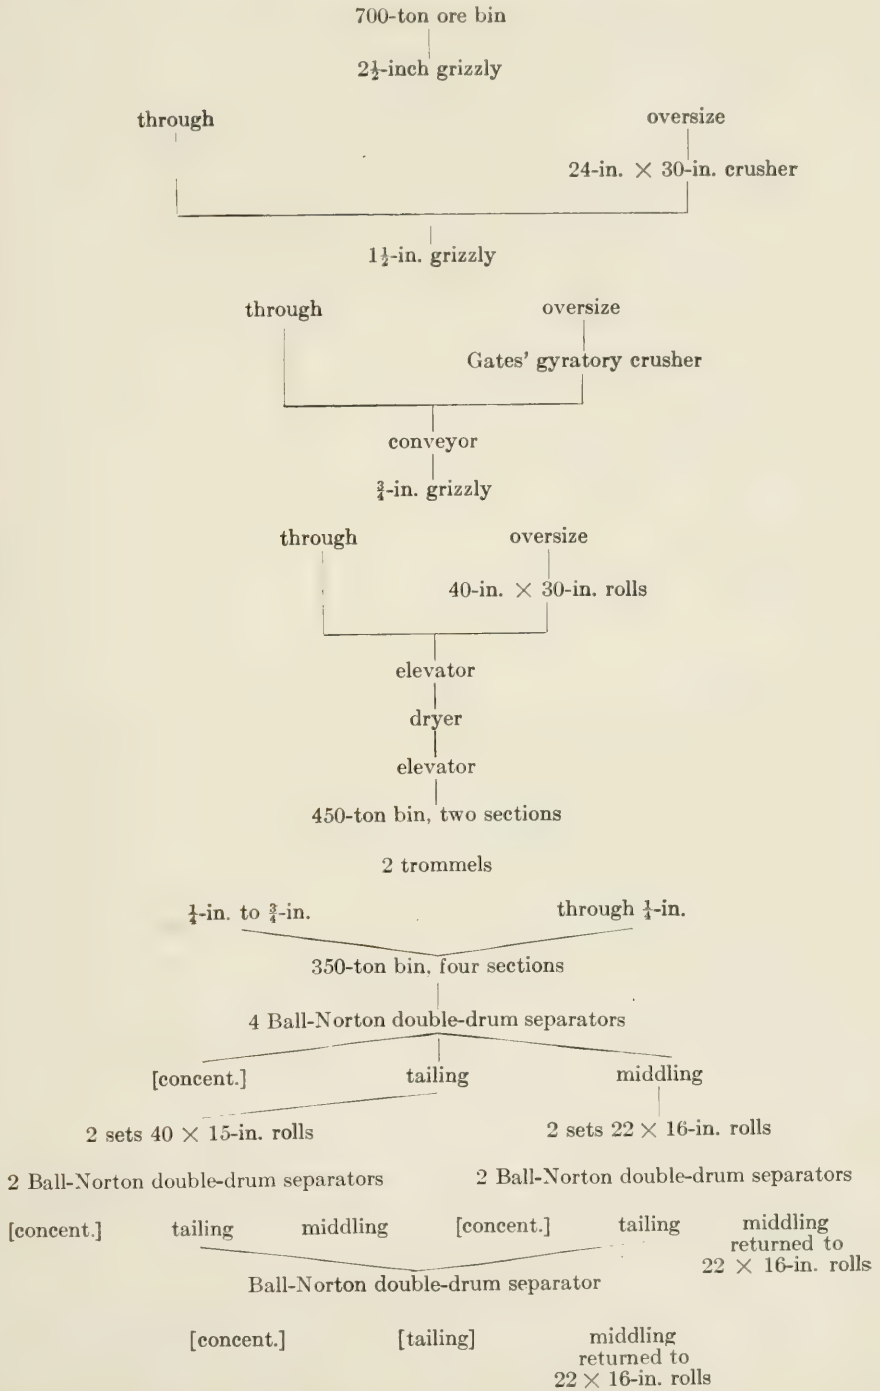 700-ton ore bin
2½-inch grizzly
through oversize
24-in. × 30-in. crusher
1½-in. grizzly
through oversize
Gates' gyratory crusher
conveyor
¾-in. grizzly
through oversize
40-in. × 30-in. rolls
elevator
dryer
elevator
450-ton bin, two sections
2 trommels
¼-in. to ¾-in. through ¼-in.
350-ton bin, four sections
4 Ball-Norton double-drum separators
[concent.] tailing middling
2 sets 40 × 15-in. rolls 2 sets 22 × 16-in. rolls
2 Ball-Norton double-drum separators 2 Ball-Norton double-drum separators
[concent.] tailing middling [concent.] tailing middling
returned to
22 × 16-in. rolls
Ball-Norton double-drum separator
[concent.] [tailing] middling
returned to
22 × 16-in. rolls